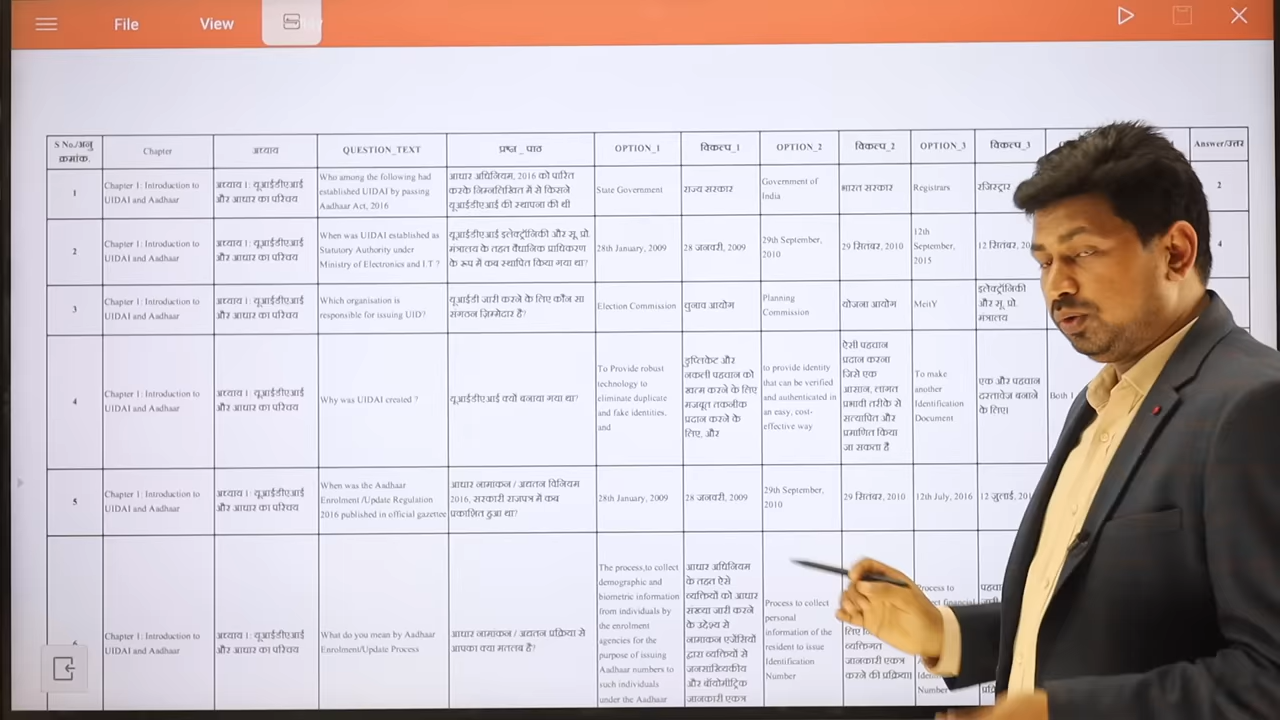 File View
S No./अनु क्रमांक. Chapter अध्याय QUESTION_TEXT प्रश्न_पाठ OPTION_1 विकल्प_1 OPTION_2 विकल्प_2 OPTION_3 विकल्प_3 Answer/उत्तर
1
Chapter 1: Introduction to
UIDAI and Aadhaar
अध्याय 1: यूआईडीएआई
और आधार का परिचय
Who among the following had
established UIDAI by passing
Aadhaar Act, 2016
आधार अधिनियम, 2016 को पारित
करके निम्नलिखित में से किसने
यूआईडीएआई की स्थापना की थी
State Government
राज्य सरकार
Government of
India
भारत सरकार
Registrars
रजिस्ट्रार
2
2
Chapter 1: Introduction to
UIDAI and Aadhaar
अध्याय 1: यूआईडीएआई
और आधार का परिचय
When was UIDAI established as
Statutory Authority under
Ministry of Electronics and I.T ?
यूआईडीएआई इलेक्ट्रॉनिकी और सू. प्रो.
मंत्रालय के तहत वैधानिक प्राधिकरण
के रूप में कब स्थापित किया गया था?
28th January, 2009
28 जनवरी, 2009
29th September,
2010
29 सितंबर, 2010
12th
September,
2015
12 सितंबर,
4
3
Chapter 1: Introduction to
UIDAI and Aadhaar
अध्याय 1: यूआईडीएआई
और आधार का परिचय
Which organisation is
responsible for issuing UID?
यूआईडी जारी करने के लिए कौन सा
संगठन ज़िम्मेदार है?
Election Commission
चुनाव आयोग
Planning
Commission
योजना आयोग
MeitY
इलेक्ट्रॉनिकी
और सू. प्रो.
मंत्रालय
4
Chapter 1: Introduction to
UIDAI and Aadhaar
अध्याय 1: यूआईडीएआई
और आधार का परिचय
Why was UIDAI created ?
यूआईडीएआई क्यों बनाया गया था?
To Provide robust
technology to
eliminate duplicate
and fake identities,
and
डुप्लिकेट और
नकली पहचान को
खत्म करने के लिए
मजबूत तकनीक
प्रदान करने के
लिए, और
to provide identity
that can be verified
and authenticated in
an easy, cost-
effective way
ऐसी पहचान
प्रदान करना
जिसे एक
आसान, लागत
प्रभावी तरीके से
सत्यापित और
प्रमाणित किया
जा सकता है
To make
another
Identification
Document
एक और पहचान
दस्तावेज बनाने
के लिए।
Both 1
5
Chapter 1: Introduction to
UIDAI and Aadhaar
अध्याय 1: यूआईडीएआई
और आधार का परिचय
When was the Aadhaar
Enrolment /Update Regulation
2016 published in official gazettee
आधार नामांकन / अद्यतन विनियम
2016, सरकारी राजपत्र में कब
प्रकाशित हुआ था?
28th January, 2009
28 जनवरी, 2009
29th September,
2010
29 सितंबर, 2010
12th July, 2016
12 जुलाई,
Chapter 1: Introduction to
UIDAI and Aadhaar
अध्याय 1: यूआईडीएआई
और आधार का परिचय
What do you mean by Aadhaar
Enrolment/Update Process
आधार नामांकन / अद्यतन प्रक्रिया से
आपका क्या मतलब है?
The process,to collect
demographic and
biometric information
from individuals by
the enrolment
agencies for the
purpose of issuing
Aadhaar numbers to
such individuals
under the Aadhaar
आधार अधिनियम
के तहत ऐसे
व्यक्तियों को आधार
संख्या जारी करने
के उद्देश्य से
नामांकन एजेंसियों
द्वारा व्यक्तियों से
जनसांख्यिकीय
और बॉयोमीट्रिक
जानकारी एकत्र
Process to collect
personal
information of the
resident to issue
Identification
Number
व्यक्तिगत
जानकारी एकत्र
करने की प्रक्रिया।
Process to
financial
Number